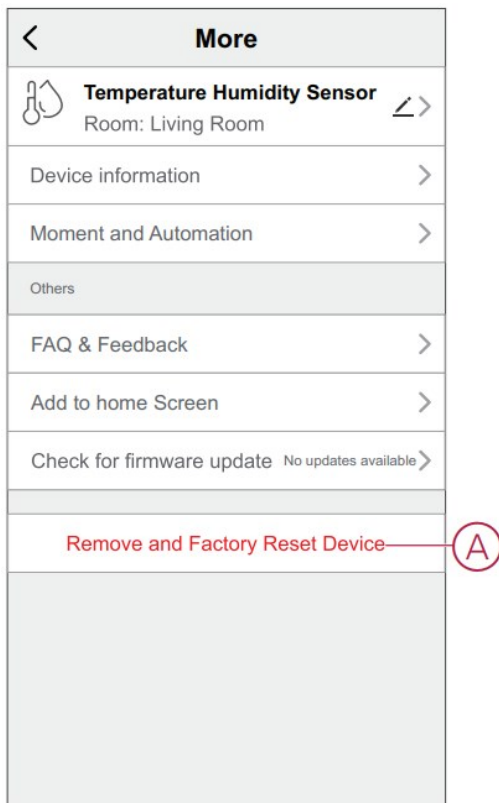 More
Temperature Humidity Sensor
Room: Living Room
Device information
Moment and Automation
Others
FAQ & Feedback
Add to home Screen
Check for firmware update No updates available
Remove and Factory Reset Device
A